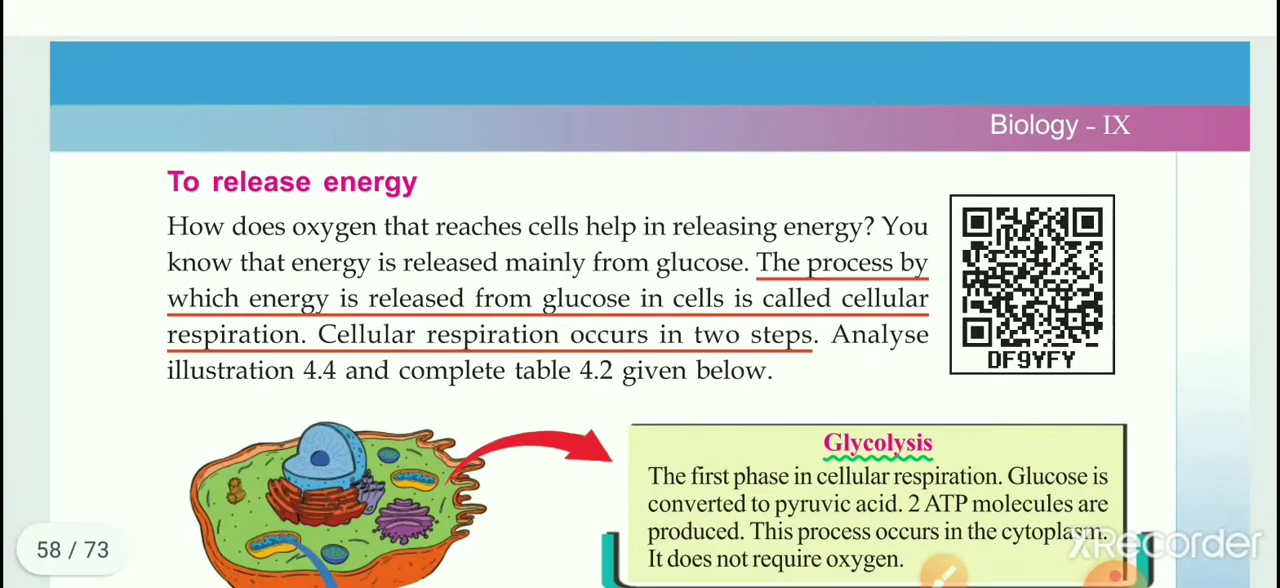 Biology - IX
To release energy
How does oxygen that reaches cells help in releasing energy? You
know that energy is released mainly from glucose. The process by
which energy is released from glucose in cells is called cellular
respiration. Cellular respiration occurs in two steps. Analyse
illustration 4.4 and complete table 4.2 given below.
DF9YFY
Glycolysis
The first phase in cellular respiration. Glucose is
converted to pyruvic acid. 2 ATP molecules are
produced. This process occurs in the cytoplasm.
It does not require oxygen.
58 / 73
XRecorder